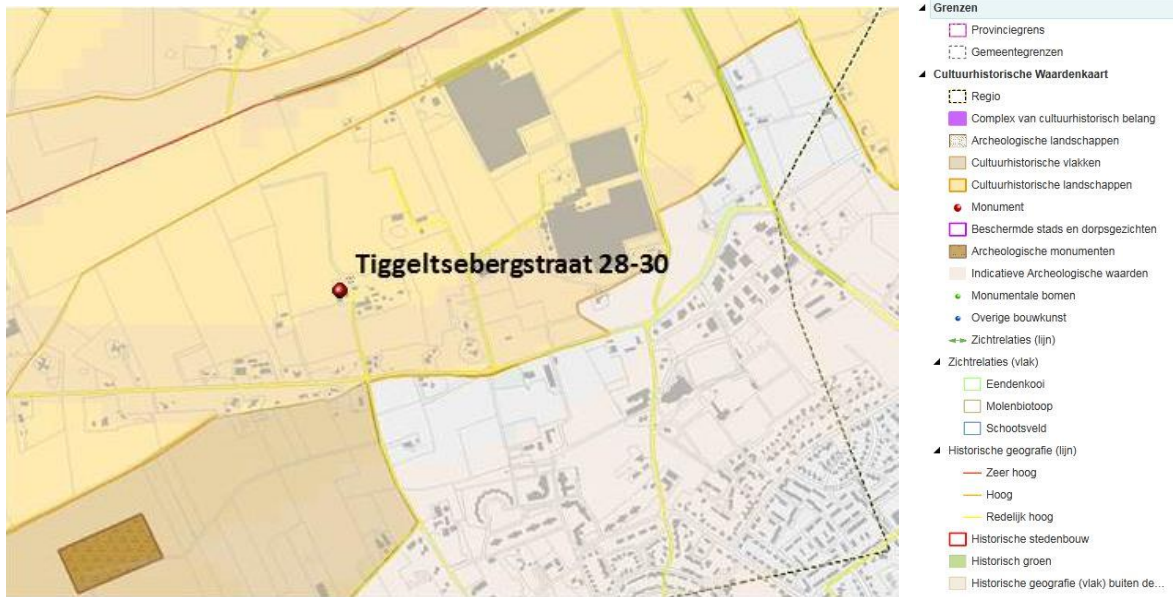 Tiggeltsebergstraat 28-30
Grenzen
Provinciegrens
Gemeentegrenzen
Cultuurhistorische Waardenkaart
Regio
Complex van cultuurhistorisch belang
Archeologische landschappen
Cultuurhistorische vlakken
Cultuurhistorische landschappen
Monument
Beschermde stads en dorpsgezichten
Archeologische monumenten
Indicatieve Archeologische waarden
Monumentale bomen
Overige bouwkunst
Zichtrelaties (lijn)
Zichtrelaties (vlak)
Eendenkooi
Molenbiotoop
Schootsveld
Historische geografie (lijn)
Zeer hoog
Hoog
Redelijk hoog
Historische stedenbouw
Historisch groen
Historische geografie (vlak) buiten de...